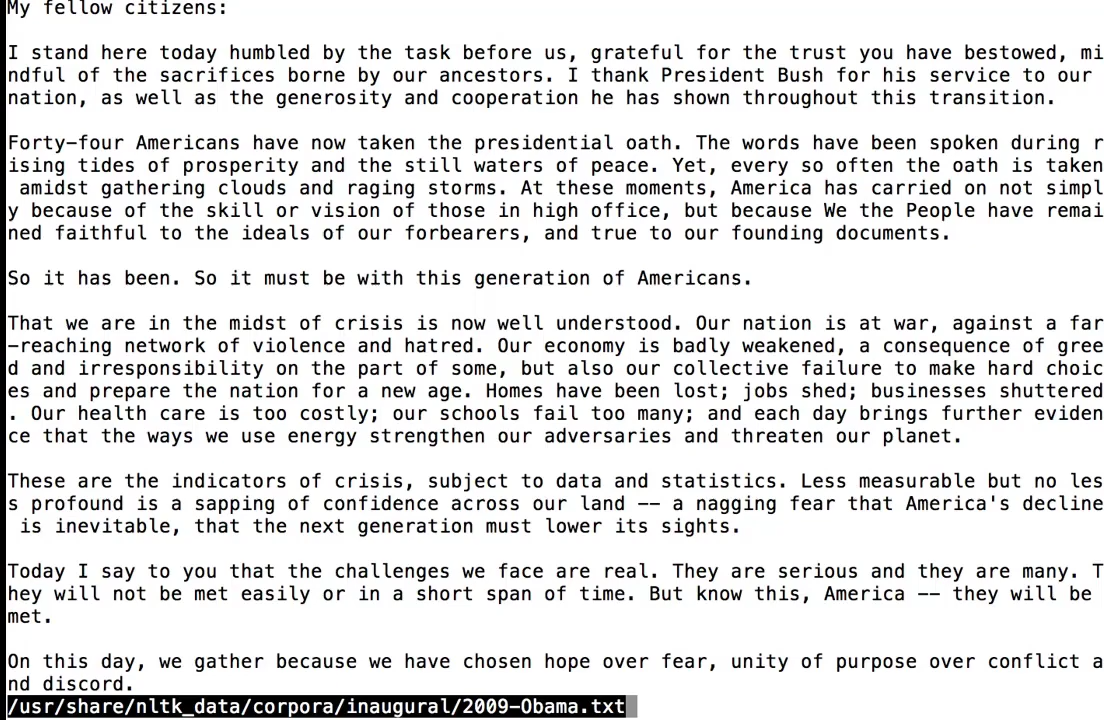 My fellow citizens:
I stand here today humbled by the task before us, grateful for the trust you have bestowed, mi
ndful of the sacrifices borne by our ancestors. I thank President Bush for his service to our
nation, as well as the generosity and cooperation he has shown throughout this transition.
Forty-four Americans have now taken the presidential oath. The words have been spoken during r
ising tides of prosperity and the still waters of peace. Yet, every so often the oath is taken
 amidst gathering clouds and raging storms. At these moments, America has carried on not simpl
y because of the skill or vision of those in high office, but because We the People have remai
ned faithful to the ideals of our forbearers, and true to our founding documents.
So it has been. So it must be with this generation of Americans.
That we are in the midst of crisis is now well understood. Our nation is at war, against a far
-reaching network of violence and hatred. Our economy is badly weakened, a consequence of gree
d and irresponsibility on the part of some, but also our collective failure to make hard choic
es and prepare the nation for a new age. Homes have been lost; jobs shed; businesses shuttered
. Our health care is too costly; our schools fail too many; and each day brings further eviden
ce that the ways we use energy strengthen our adversaries and threaten our planet.
These are the indicators of crisis, subject to data and statistics. Less measurable but no les
s profound is a sapping of confidence across our land -- a nagging fear that America's decline
 is inevitable, that the next generation must lower its sights.
Today I say to you that the challenges we face are real. They are serious and they are many. T
hey will not be met easily or in a short span of time. But know this, America -- they will be
met.
On this day, we gather because we have chosen hope over fear, unity of purpose over conflict a
nd discord.
/usr/share/nltk_data/corpora/inaugural/2009-Obama.txt